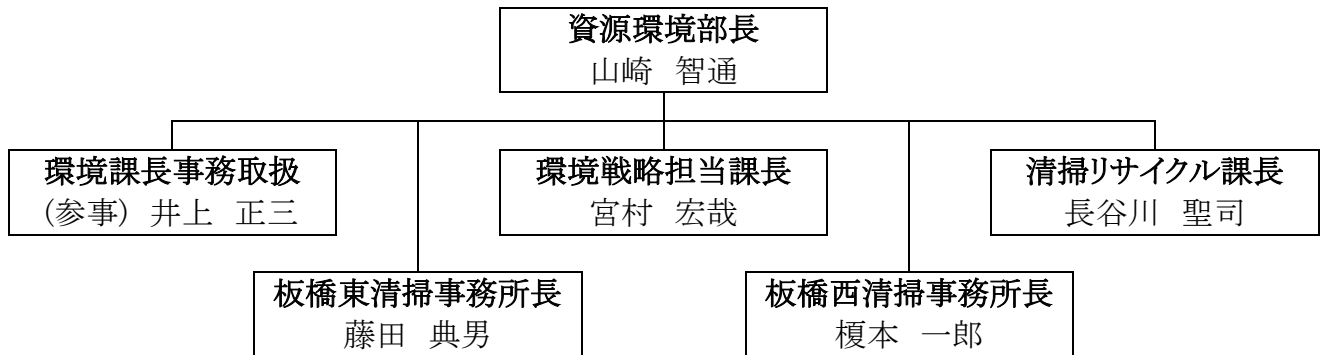 資源環境部長
山崎 智通
環境課長事務取扱
(参事) 井上 正三
環境戦略担当課長
宮村 宏哉
清掃リサイクル課長
長谷川 聖司
板橋東清掃事務所長
藤田 典男
板橋西清掃事務所長
榎本 一郎